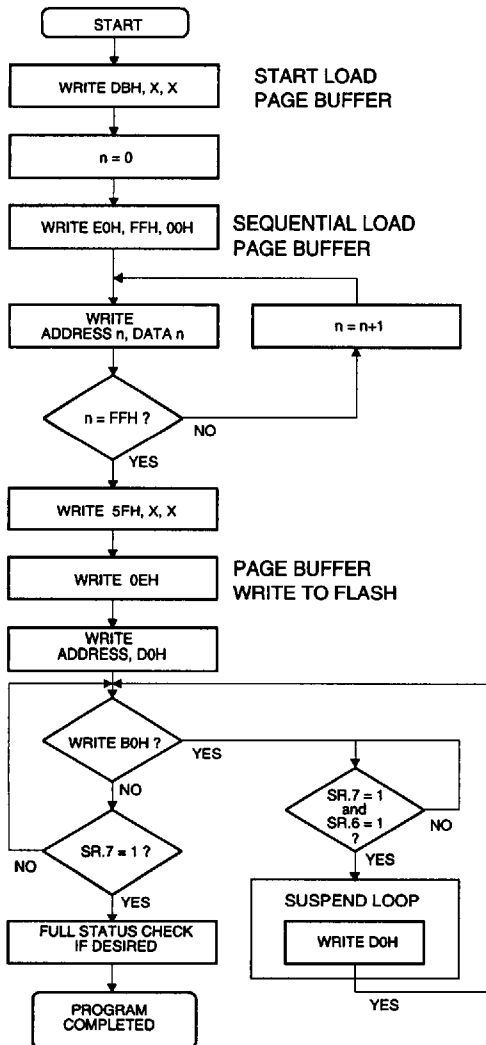 START
WRITE DBH, X, X
START LOAD
PAGE BUFFER
n = 0
WRITE E0H, FFH, 00H
SEQUENTIAL LOAD
PAGE BUFFER
WRITE
ADDRESS n, DATA n
n = n+1
n = FFH ?
NO
YES
WRITE 5FH, X, X
WRITE 0EH
PAGE BUFFER
WRITE TO FLASH
WRITE
ADDRESS, D0H
WRITE B0H ?
YES
NO
SR.7 = 1
and
SR.6 = 1
?
NO
YES
SR.7 = 1 ?
NO
YES
SUSPEND LOOP
WRITE D0H
YES
FULL STATUS CHECK
IF DESIRED
PROGRAM
COMPLETED